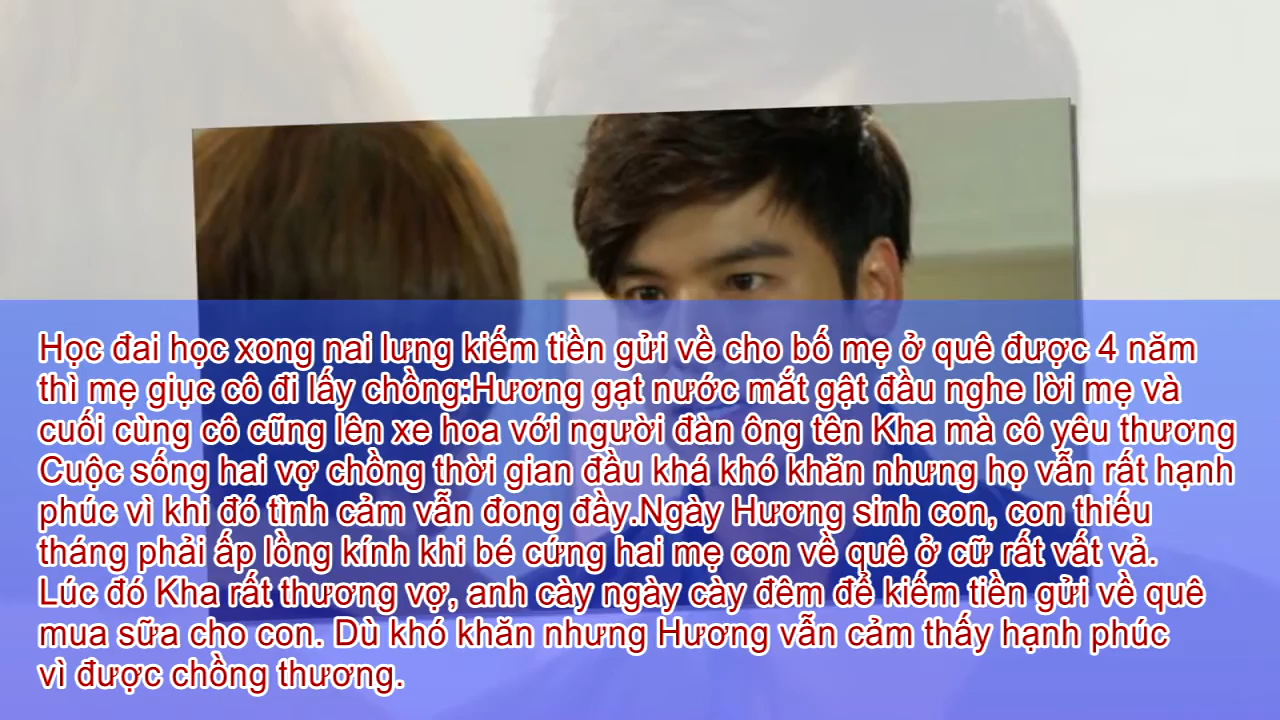 Học đai học xong nai lưng kiếm tiền gửi về cho bố mẹ ở quê được 4 năm
thì mẹ giục cô đi lấy chồng:Hương gạt nước mắt gật đầu nghe lời mẹ và
cuối cùng cô cũng lên xe hoa với người đàn ông tên Kha mà cô yêu thương
Cuộc sống hai vợ chồng thời gian đầu khá khó khăn nhưng họ vẫn rất hạnh
phúc vì khi đó tình cảm vẫn đong đầy.Ngày Hương sinh con, con thiếu
tháng phải ấp lồng kính khi bé cứng hai mẹ con về quê ở cữ rất vất vả.
Lúc đó Kha rất thương vợ, anh cày ngày cày đêm để kiếm tiền gửi về quê
mua sữa cho con. Dù khó khăn nhưng Hương vẫn cảm thấy hạnh phúc
vì được chồng thương.